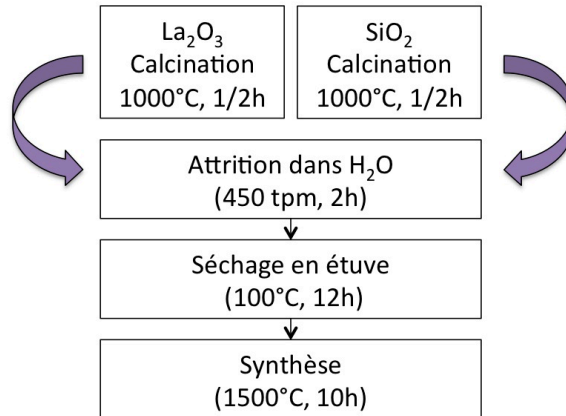 La₂O₃
Calcination
1000°C, 1/2h
SiO₂
Calcination
1000°C, 1/2h
Attrition dans H₂O
(450 tpm, 2h)
Séchage en étuve
(100°C, 12h)
Synthèse
(1500°C, 10h)